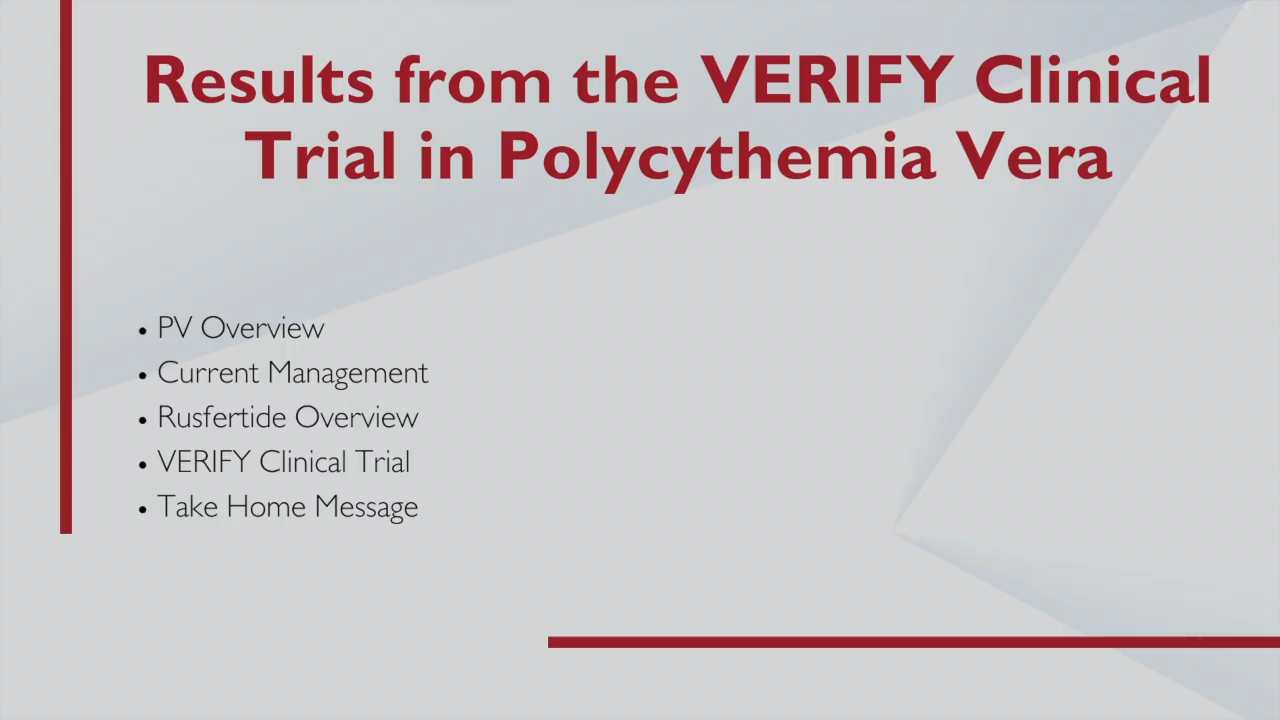 Results from the VERIFY Clinical
Trial in Polycythemia Vera
• PV Overview
• Current Management
• Rusfertide Overview
• VERIFY Clinical Trial
• Take Home Message